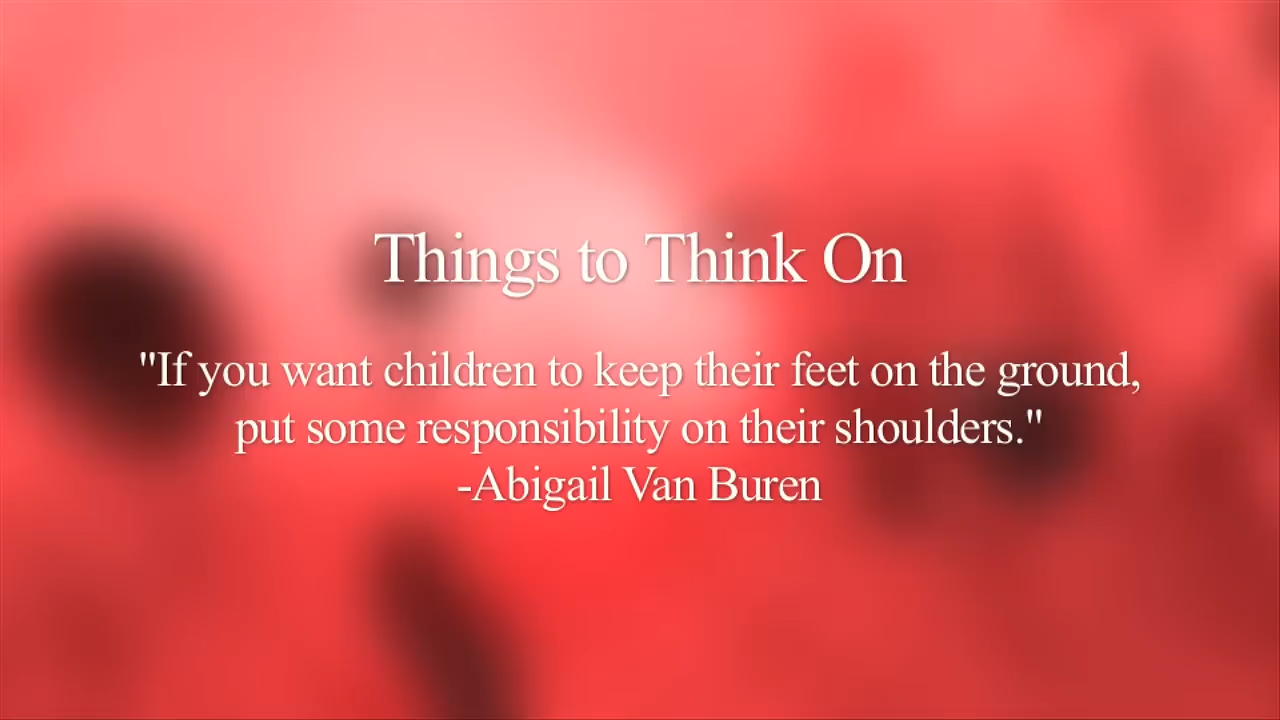 Things to Think On
"If you want children to keep their feet on the ground,
put some responsibility on their shoulders."
-Abigail Van Buren